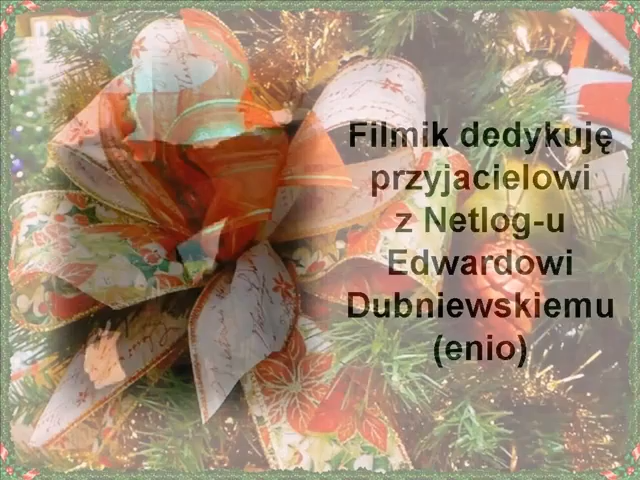 Filmik dedykuję
przyjacielowi
z Netlog-u
Edwardowi
Dubniewskiemu
(enio)